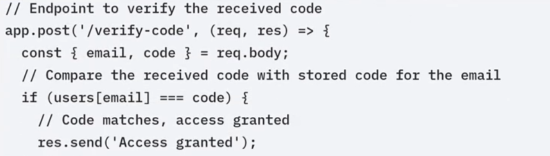 // Endpoint to verify the received code
app.post('/verify-code', (req, res) => {
const { email, code } = req.body;
// Compare the received code with stored code for the email
if (users[email] === code) {
// Code matches, access granted
res.send('Access granted');